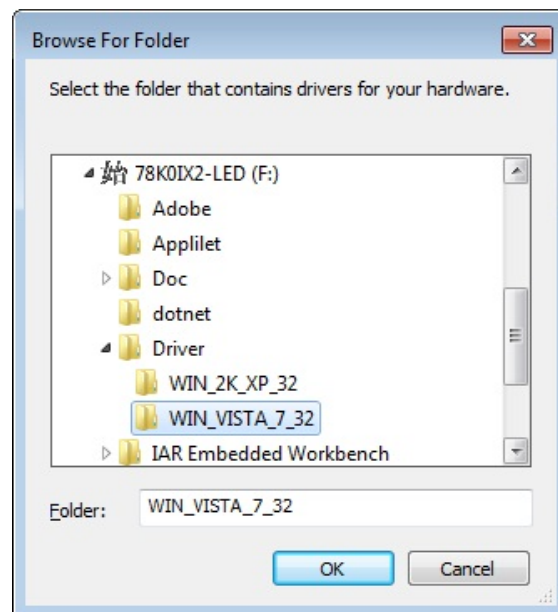 Browse For Folder
Select the folder that contains drivers for your hardware.
始 78K0IX2-LED (F:)
Adobe
Applilet
Doc
dotnet
Driver
WIN_2K_XP_32
WIN_VISTA_7_32
IAR Embedded Workbench
Folder: WIN_VISTA_7_32
OK Cancel